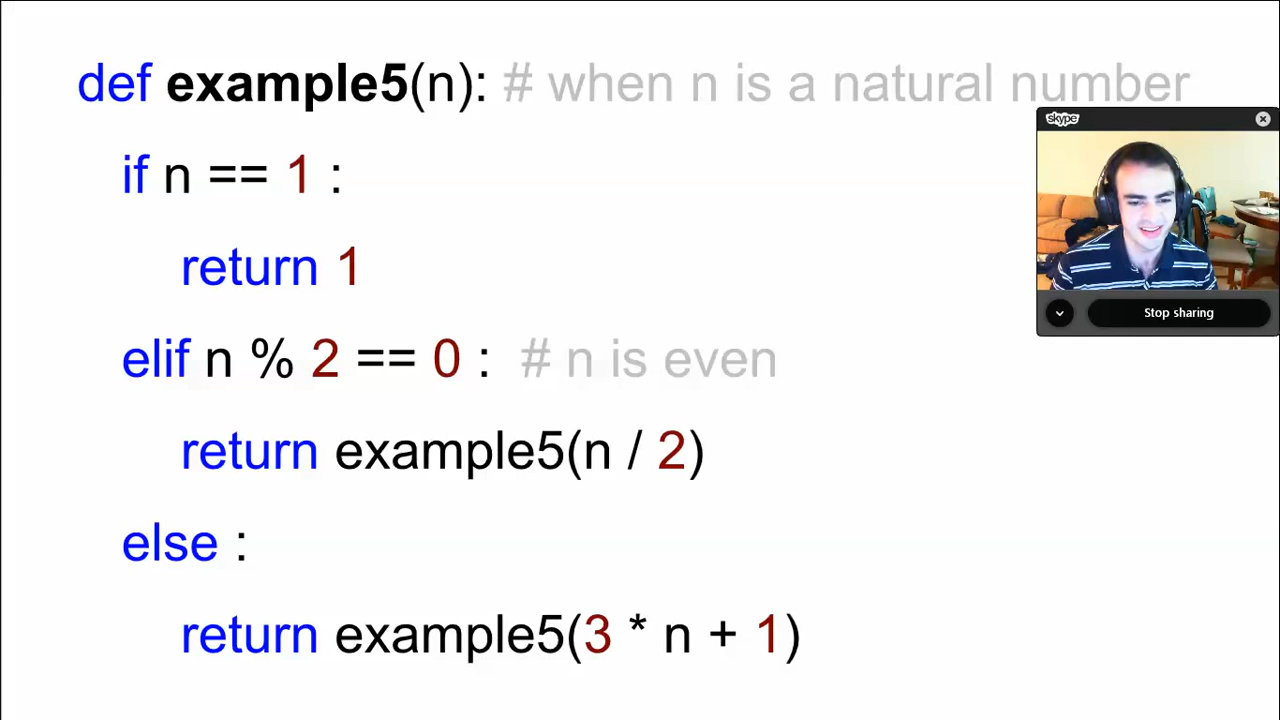 def example5(n): # when n is a natural number
skype
if n == 1 :
return 1
Stop sharing
elif n % 2 == 0 : # n is even
return example5(n / 2)
else :
return example5(3 * n + 1)